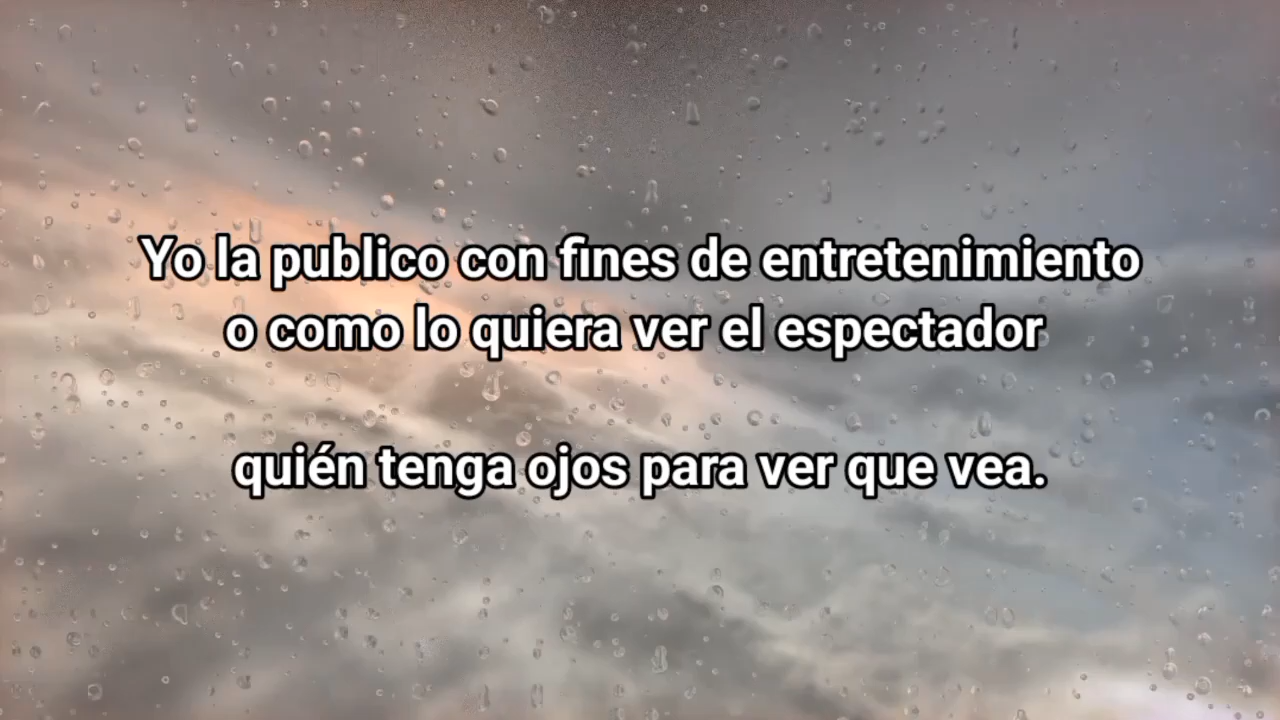 Yo la publico con fines de entretenimiento
o como lo quiera ver el espectador
quién tenga ojos para ver que vea.